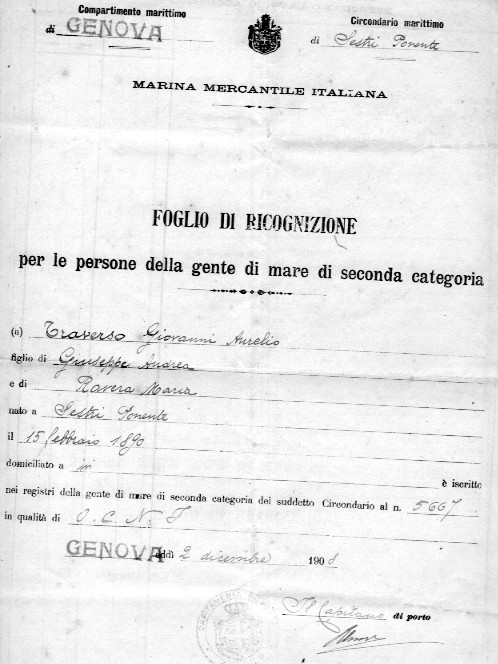 Compartimento marittimo
di GENOVA
Circondario marittimo
di Sestri Ponente
MARINA MERCANTILE ITALIANA
FOGLIO DI RICOGNIZIONE
per le persone della gente di mare di seconda categoria
(a) Traverso Giovanni Aurelio
figlio di Giuseppe Andrea
e di Ravera Maria
nato a Sestri Ponente
il 15 febbraio 1890
domiciliato a in è iscritto
nei registri della gente di mare di seconda categoria del suddetto Circondario al n. 5667
in qualità di O. C. N. F
GENOVA addì 2 dicembre 1908
Il Capitano di porto